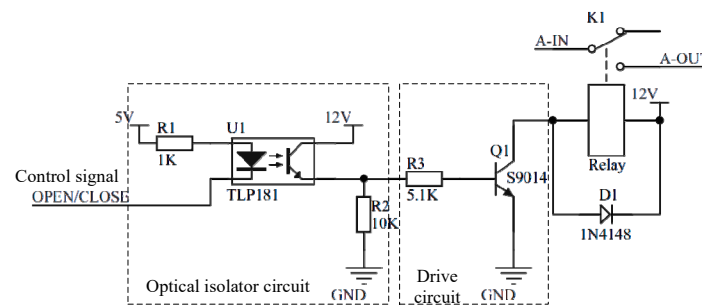 K1
A-IN
A-OUT
5V
R1
1K
U1
12V
TLP181
Control signal
OPEN/CLOSE
R2
10K
GND
Optical isolator circuit
R3
5.1K
Q1
S9014
GND
Drive
circuit
12V
Relay
D1
1N4148